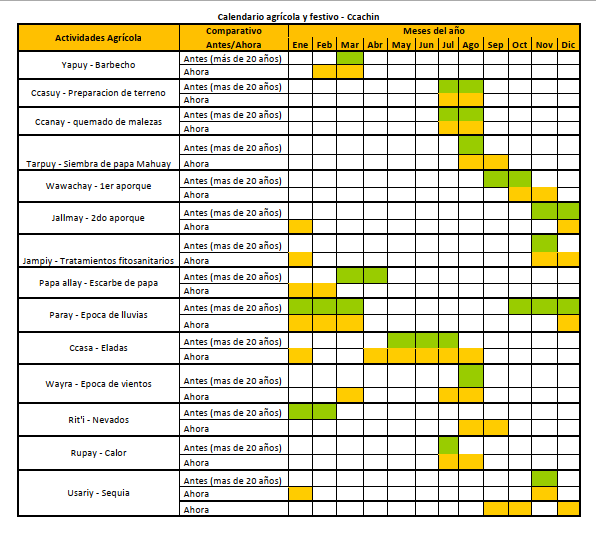 Calendario agrícola y festivo - Ccachin
Actividades Agrícola
Comparativo
Antes/Ahora
Meses del año
Ene Feb Mar Abr May Jun Jul Ago Sep Oct Nov Dic
Yapuy - Barbecho
Antes (más de 20 años)
Ahora
Ccasuy - Preparacion de terreno
Antes (mas de 20 años)
Ahora
Ccanay - quemado de malezas
Antes (mas de 20 años)
Ahora
Tarpuy - Siembra de papa Mahuay
Antes (mas de 20 años)
Ahora
Wawachay - 1er aporque
Antes (mas de 20 años)
Ahora
Jallmay - 2do aporque
Antes (mas de 20 años)
Ahora
Jampiy - Tratamientos fitosanitarios
Antes (mas de 20 años)
Ahora
Papa allay - Escarbe de papa
Antes (mas de 20 años)
Ahora
Paray - Epoca de lluvias
Antes (mas de 20 años)
Ahora
Ccasa - Eladas
Antes (mas de 20 años)
Ahora
Wayra - Epoca de vientos
Antes (mas de 20 años)
Ahora
Rit'i - Nevados
Antes (mas de 20 años)
Ahora
Rupay - Calor
Antes (mas de 20 años)
Ahora
Usariy - Sequia
Antes (mas de 20 años)
Ahora
Ahora